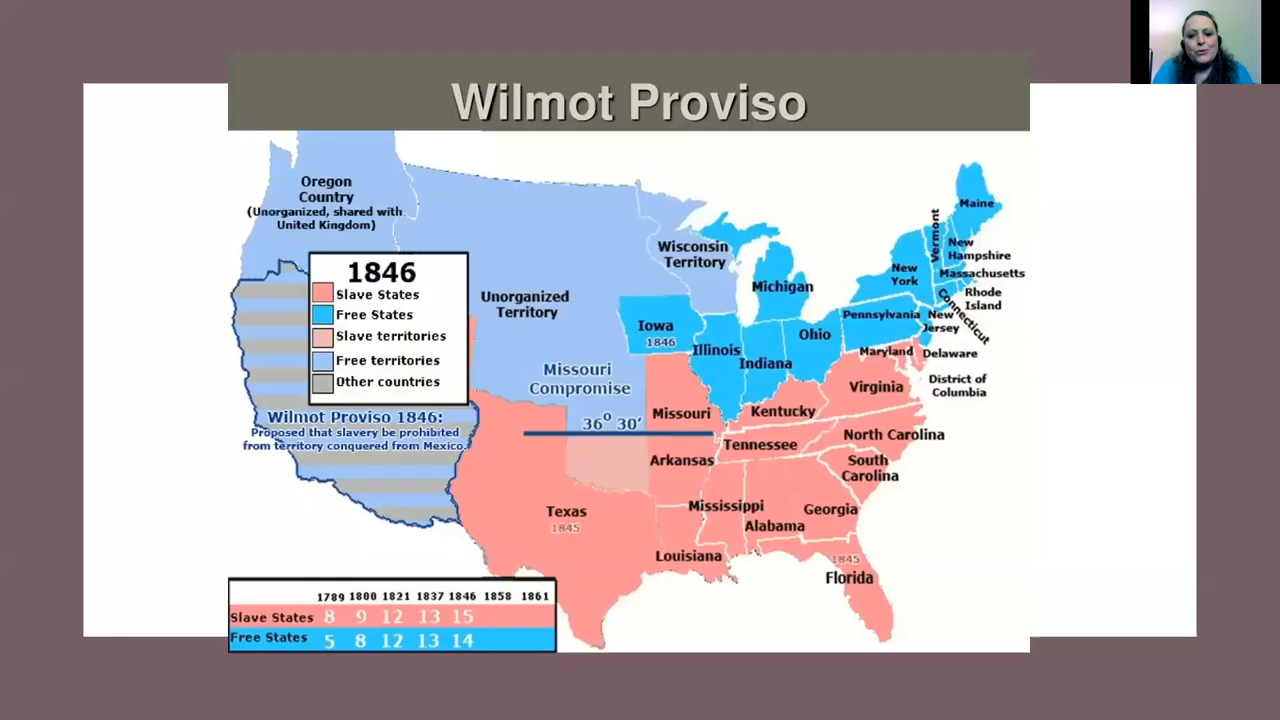 Wilmot Proviso
Oregon
Country
(Unorganized, shared with
United Kingdom)
1846
Slave States
Free States
Slave territories
Free territories
Other countries
Wilmot Proviso 1846:
Proposed that slavery be prohibited
from territory conquered from Mexico.
Unorganized
Territory
Missouri
Compromise
36° 30'
Wisconsin
Territory
Iowa
1846
Michigan
Illinois
Indiana
Ohio
Pennsylvania
New
York
Vermont
Maine
New
Hampshire
Massachusetts
Rhode
Island
Connecticut
New
Jersey
Maryland
Delaware
District of
Columbia
Virginia
Kentucky
Missouri
Tennessee
North Carolina
South
Carolina
Arkansas
Mississippi
Alabama
Georgia
Texas
1845
Louisiana
1845
Florida
1789 1800 1821 1837 1846 1858 1861
Slave States 8 9 12 13 15
Free States 5 8 12 13 14